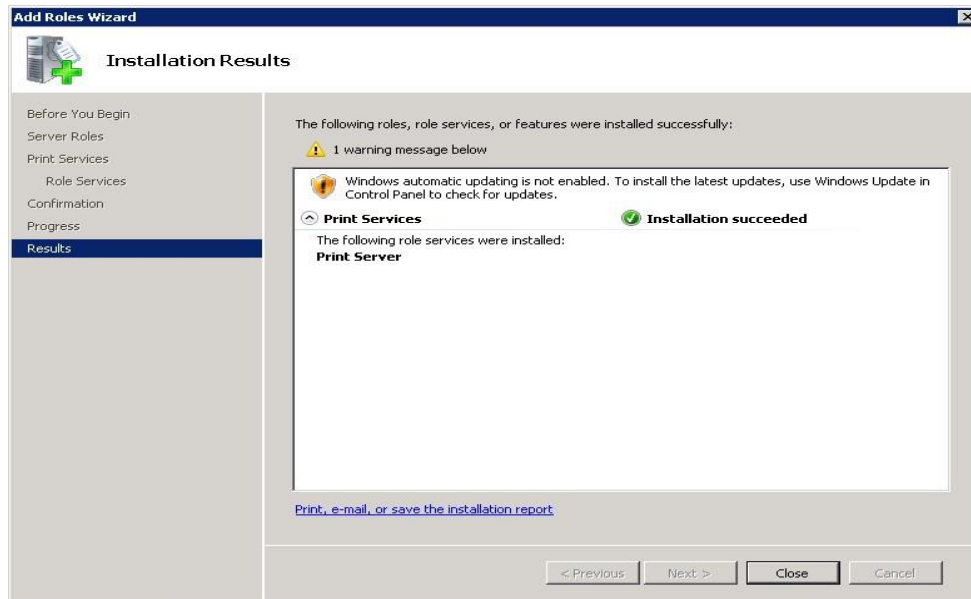 Add Roles Wizard
Installation Results
Before You Begin
Server Roles
Print Services
Role Services
Confirmation
Progress
Results
The following roles, role services, or features were installed successfully:
1 warning message below
Windows automatic updating is not enabled. To install the latest updates, use Windows Update in
Control Panel to check for updates.
Print Services
Installation succeeded
The following role services were installed:
Print Server
Print, e-mail, or save the installation report
< Previous
Next >
Close
Cancel